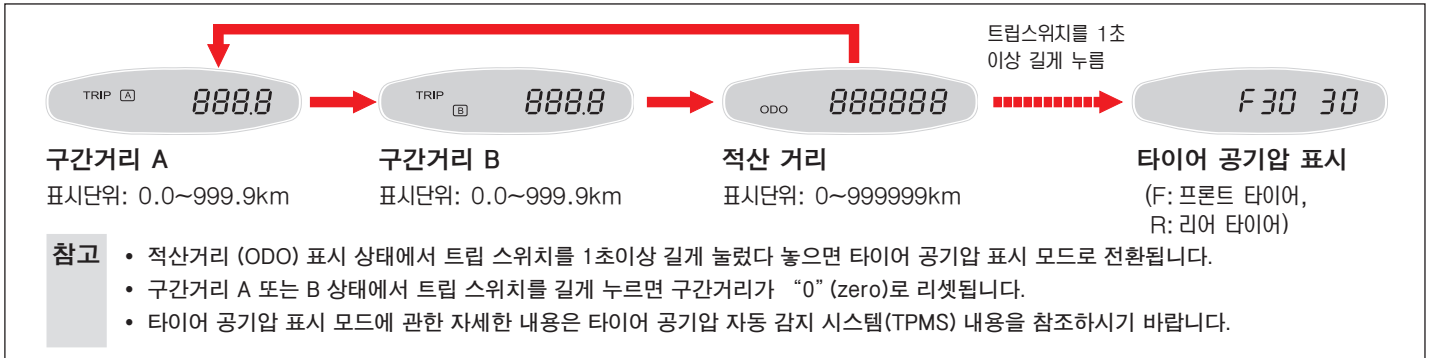 트립스위치를 1초
이상 길게 누름
TRIP A 888.8
TRIP B 888.8
ODO 888888
F 30 30
구간거리 A
표시단위: 0.0~999.9km
구간거리 B
표시단위: 0.0~999.9km
적산 거리
표시단위: 0~999999km
타이어 공기압 표시
(F: 프론트 타이어,
R: 리어 타이어)
참고
• 적산거리 (ODO) 표시 상태에서 트립 스위치를 1초이상 길게 눌렀다 놓으면 타이어 공기압 표시 모드로 전환됩니다.
• 구간거리 A 또는 B 상태에서 트립 스위치를 길게 누르면 구간거리가 “0” (zero)로 리셋됩니다.
• 타이어 공기압 표시 모드에 관한 자세한 내용은 타이어 공기압 자동 감지 시스템(TPMS) 내용을 참조하시기 바랍니다.